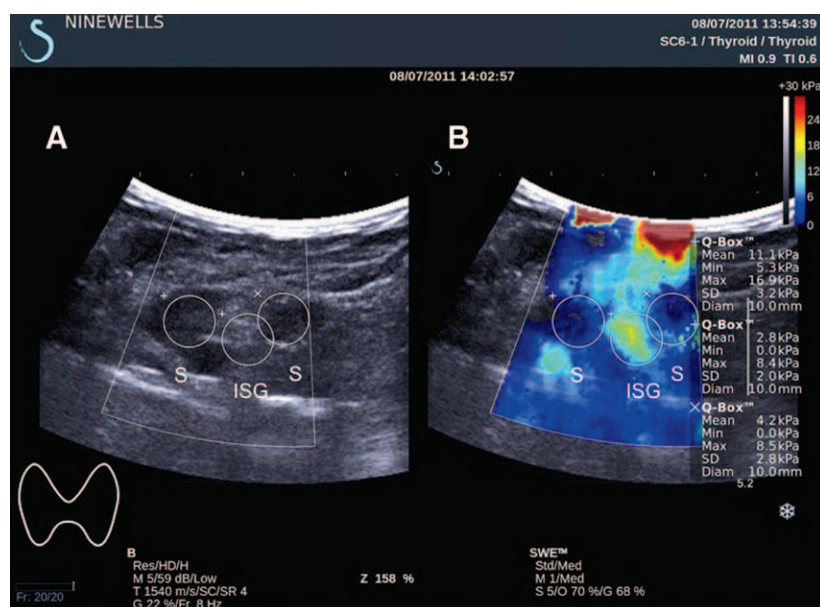 NINEWELLS
08/07/2011 13:54:39
SC6-1 / Thyroid / Thyroid
MI 0.9 TI 0.6
08/07/2011 14:02:57
+30 kPa
A
B
24
18
12
6
0
+Q-Box™
Mean 11.1kPa
Min 5.3kPa
Max 16.9kPa
SD 3.2kPa
Diam 10.0mm
+Q-Box™
Mean 2.8kPa
Min 0.0kPa
Max 8.4kPa
SD 2.0kPa
Diam 10.0mm
×Q-Box™
Mean 4.2kPa
Min 0.0kPa
Max 8.5kPa
SD 2.8kPa
Diam 10.0mm
5.2
S ISG S
S ISG S
B
Res/HD/H
M 5/59 dB/Low
T 1540 m/s/SC/SR 4
G 22 %/Fr. 8 Hz
Z 158 %
SWE™
Std/Med
M 1/Med
S 5/O 70 %/G 68 %
Fr: 20/20